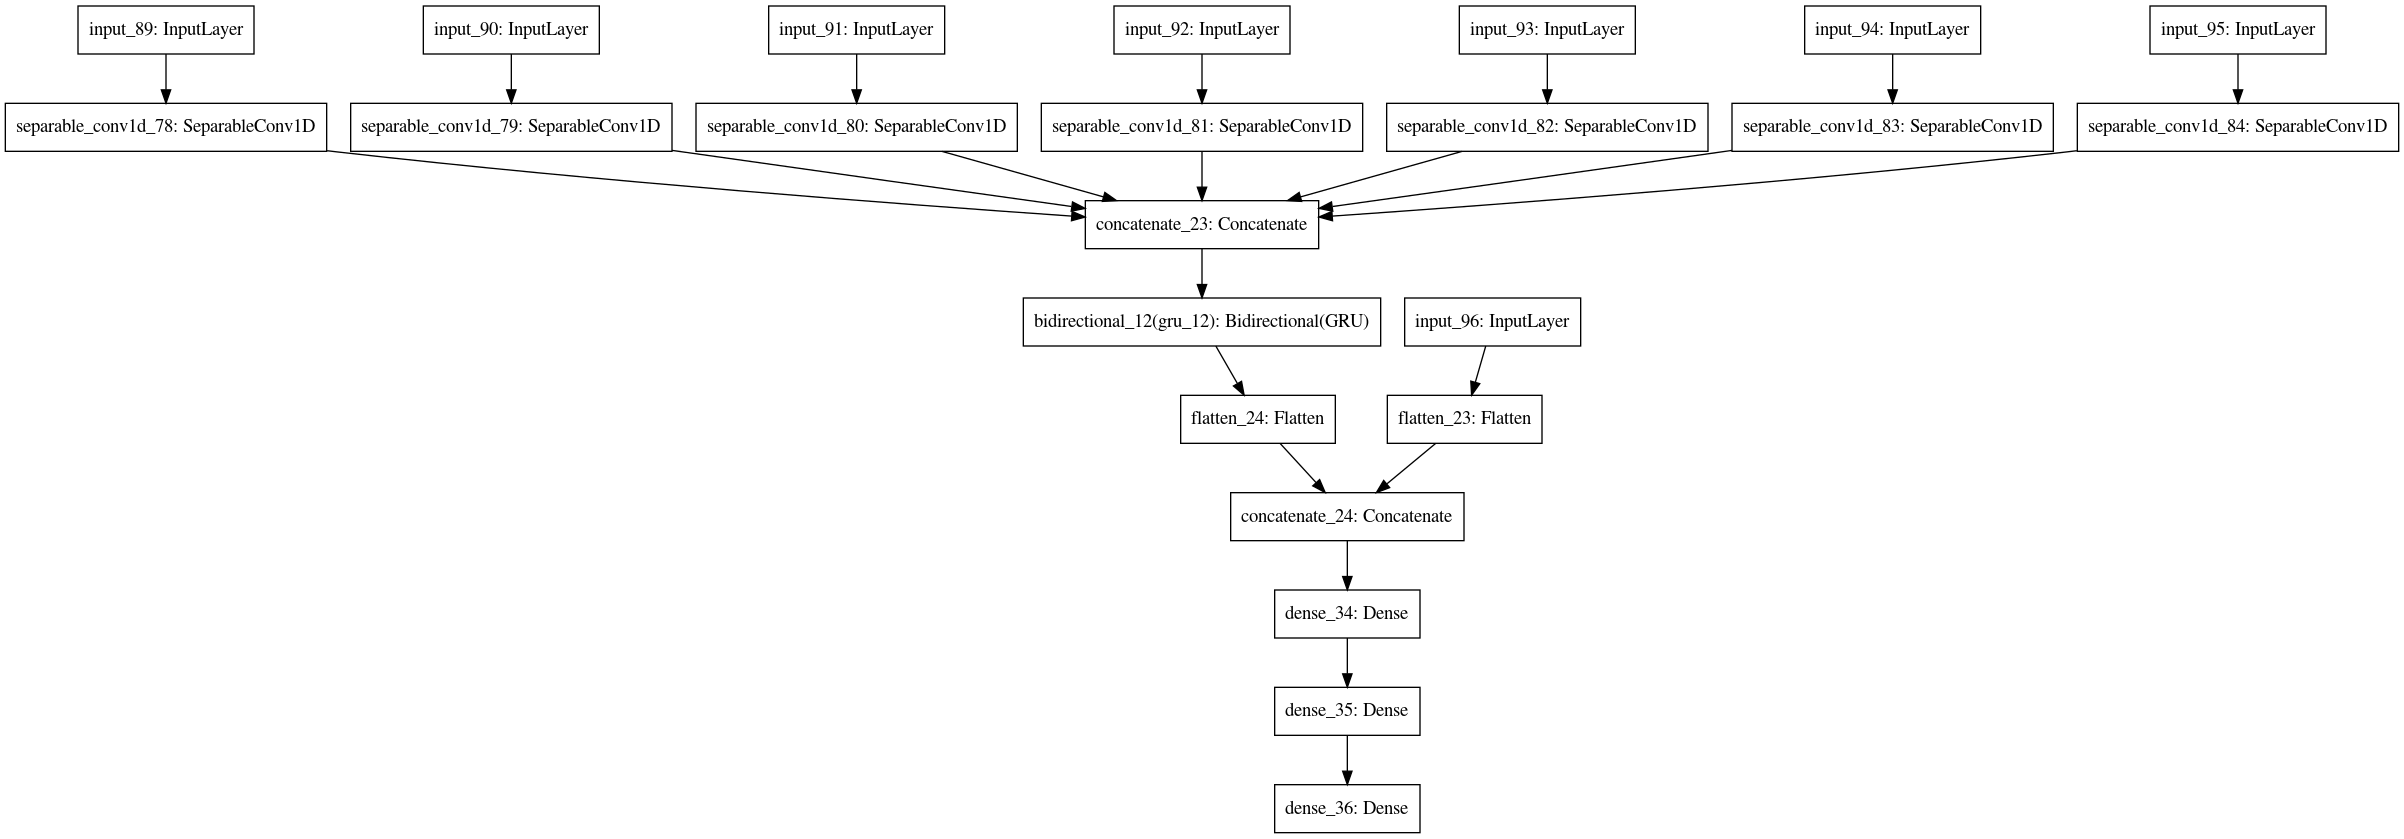 input_89: InputLayer
input_90: InputLayer
input_91: InputLayer
input_92: InputLayer
input_93: InputLayer
input_94: InputLayer
input_95: InputLayer
separable_conv1d_78: SeparableConv1D
separable_conv1d_79: SeparableConv1D
separable_conv1d_80: SeparableConv1D
separable_conv1d_81: SeparableConv1D
separable_conv1d_82: SeparableConv1D
separable_conv1d_83: SeparableConv1D
separable_conv1d_84: SeparableConv1D
concatenate_23: Concatenate
bidirectional_12(gru_12): Bidirectional(GRU)
input_96: InputLayer
flatten_24: Flatten
flatten_23: Flatten
concatenate_24: Concatenate
dense_34: Dense
dense_35: Dense
dense_36: Dense